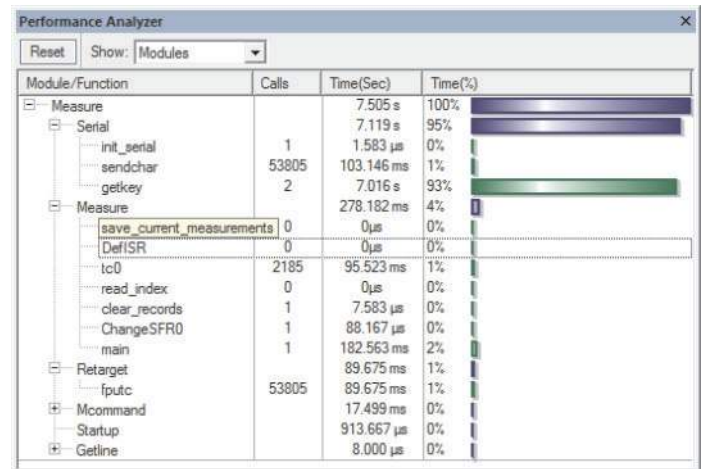 Performance Analyzer ×
Reset Show: Modules
Module/Function Calls Time(Sec) Time(%)
Measure 7.505 s 100%
Serial 7.119 s 95%
init_serial 1 1.583 µs 0%
sendchar 53805 103.146 ms 1%
getkey 2 7.016 s 93%
Measure 278.182 ms 4%
save_current_measurements 0 0µs 0%
DefISR 0 0µs 0%
tc0 2185 95.523 ms 1%
read_index 0 0µs 0%
clear_records 1 7.583 µs 0%
ChangeSFR0 1 88.167 µs 0%
main 1 182.563 ms 2%
Retarget 89.675 ms 1%
fputc 53805 89.675 ms 1%
Mcommand 17.499 ms 0%
Startup 913.667 µs 0%
Getline 8.000 µs 0%